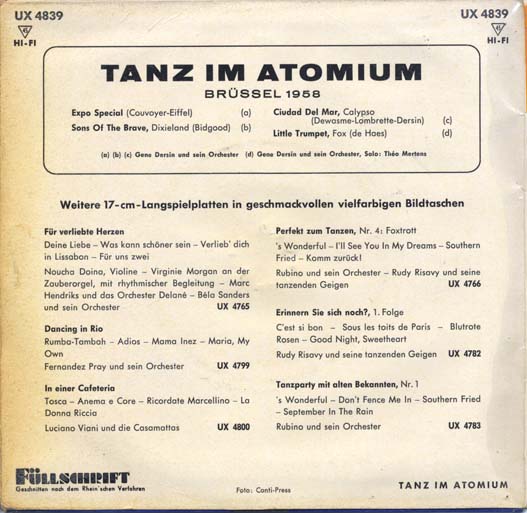 UX 4839
UX 4839
HI-FI
HI-FI
TANZ IM ATOMIUM
BRÜSSEL 1958
Expo Special (Couvoyer-Eiffel) (a)
Sons Of The Brave, Dixieland (Bidgood) (b)
Ciudad Del Mar, Calypso
(Dewasme-Lombrette-Dersin) (c)
Little Trumpet, Fox (de Haes) (d)
(a) (b) (c) Gene Dersin und sein Orchester (d) Gene Dersin und sein Orchester, Solo: Théo Mertens
Weitere 17-cm-Langspielplatten in geschmackvollen vielfarbigen Bildtaschen
Für verliebte Herzen
Deine Liebe – Was kann schöner sein – Verlieb' dich
in Lissabon – Für uns zwei
Noucha Doina, Violine – Virginie Morgan an der
Zauberorgel, mit rhythmischer Begleitung – Marc
Hendriks und das Orchester Delané – Béla Sanders
und sein Orchester UX 4765
Dancing in Rio
Rumba-Tambah – Adios – Mama Inez – Maria, My
Own
Fernandez Pray und sein Orchester UX 4799
In einer Cafeteria
Tosca – Anema e Core – Ricordate Marcellino – La
Donna Riccia
Luciano Viani und die Casamattas UX 4800
Perfekt zum Tanzen, Nr. 4: Foxtrott
's Wonderful – I'll See You In My Dreams – Southern
Fried – Komm zurück!
Rubino und sein Orchester – Rudy Risavy und seine
tanzenden Geigen UX 4766
Erinnern Sie sich noch?, 1. Folge
C'est si bon – Sous les toits de Paris – Blutrote
Rosen – Good Night, Sweetheart
Rudy Risavy und seine tanzenden Geigen UX 4782
Tanzparty mit alten Bekannten, Nr. 1
's Wonderful – Don't Fence Me In – Southern Fried
– September In The Rain
Rubino und sein Orchester UX 4783
FÜLLSCHRIFT
Geschnitten nach dem Rhein'schen Verfahren
Foto: Conti-Press
TANZ IM ATOMIUM